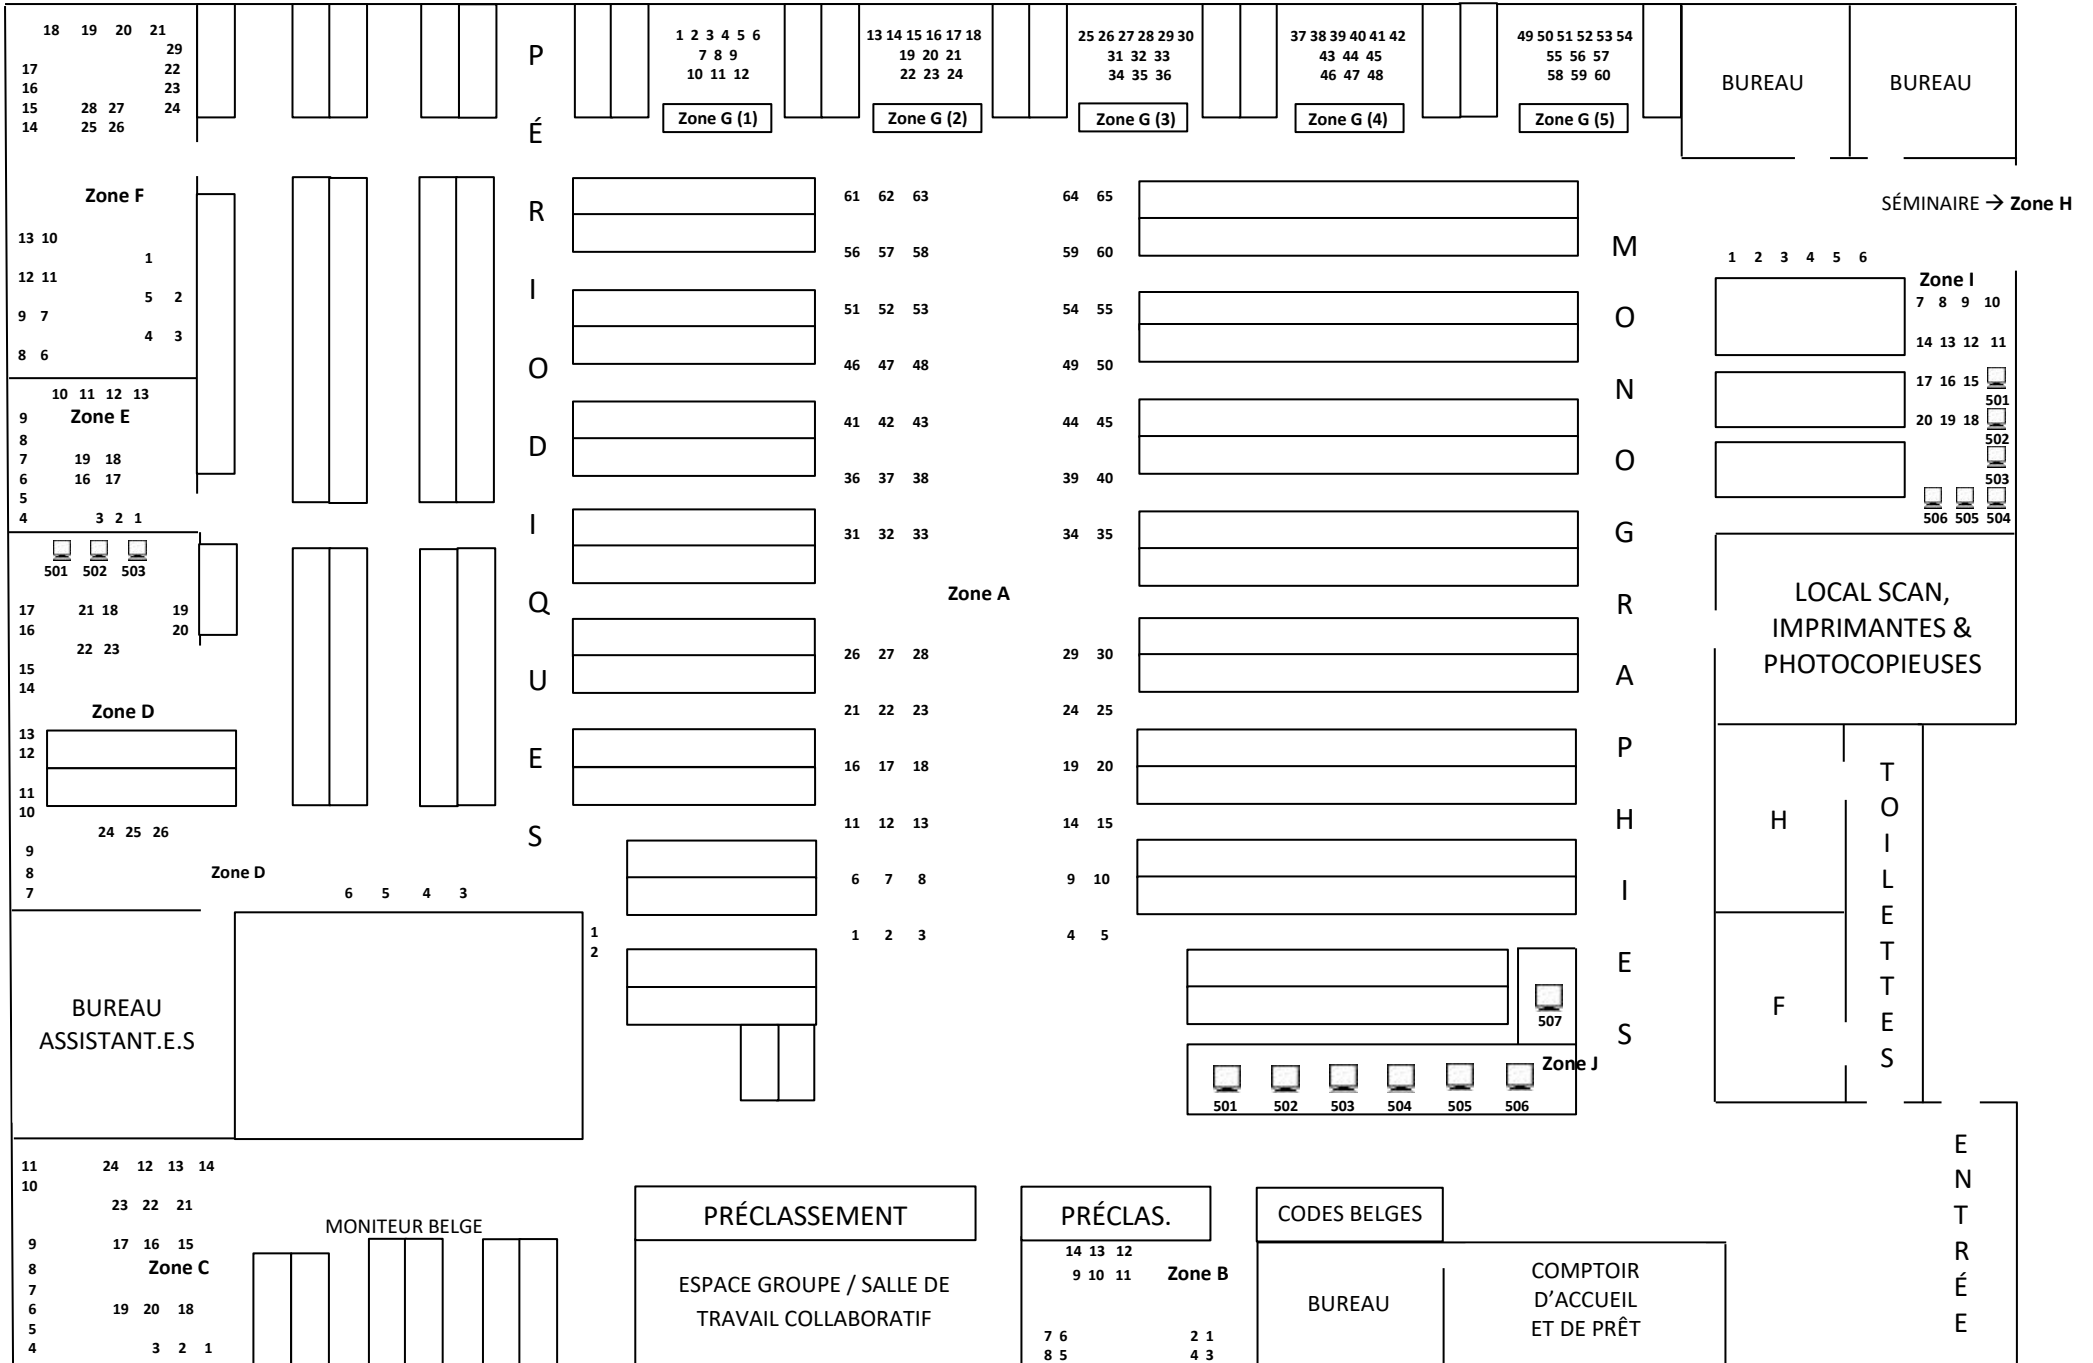 18 19 20 21
29
17 22
16 23
15 28 27 24
14 25 26
Zone F
13 10
1
12 11
5 2
9 7
4 3
8 6
10 11 12 13
9 Zone E
8
7 19 18
6 16 17
5
4 3 2 1
501 502 503
17 21 18 19
16 20
22 23
15
14
Zone D
13
12
11
10
24 25 26
9
8
7
Zone D
6 5 4 3
1
2
BUREAU
ASSISTANT.E.S
11 24 12 13 14
10
23 22 21
9 17 16 15
8 Zone C
7
6 19 20 18
5
4 3 2 1
MONITEUR BELGE
PÉRIODIQUES
1 2 3 4 5 6
7 8 9
10 11 12
Zone G (1)
13 14 15 16 17 18
19 20 21
22 23 24
Zone G (2)
25 26 27 28 29 30
31 32 33
34 35 36
Zone G (3)
37 38 39 40 41 42
43 44 45
46 47 48
Zone G (4)
49 50 51 52 53 54
55 56 57
58 59 60
Zone G (5)
BUREAU
BUREAU
61 62 63 64 65
56 57 58 59 60
51 52 53 54 55
46 47 48 49 50
41 42 43 44 45
36 37 38 39 40
31 32 33 34 35
Zone A
26 27 28 29 30
21 22 23 24 25
16 17 18 19 20
11 12 13 14 15
6 7 8 9 10
1 2 3 4 5
MONOGRAPHIES
SÉMINAIRE → Zone H
1 2 3 4 5 6
Zone I
7 8 9 10
14 13 12 11
17 16 15
501
20 19 18
502
503
506 505 504
LOCAL SCAN,
IMPRIMANTES &
PHOTOCOPIEUSES
H
F
TOILETTES
507
Zone J
501 502 503 504 505 506
PRÉCLASSEMENT
ESPACE GROUPE / SALLE DE
TRAVAIL COLLABORATIF
PRÉCLAS.
14 13 12
9 10 11 Zone B
7 6 2 1
8 5 4 3
CODES BELGES
BUREAU
COMPTOIR
D’ACCUEIL
ET DE PRÊT
ENTRÉE